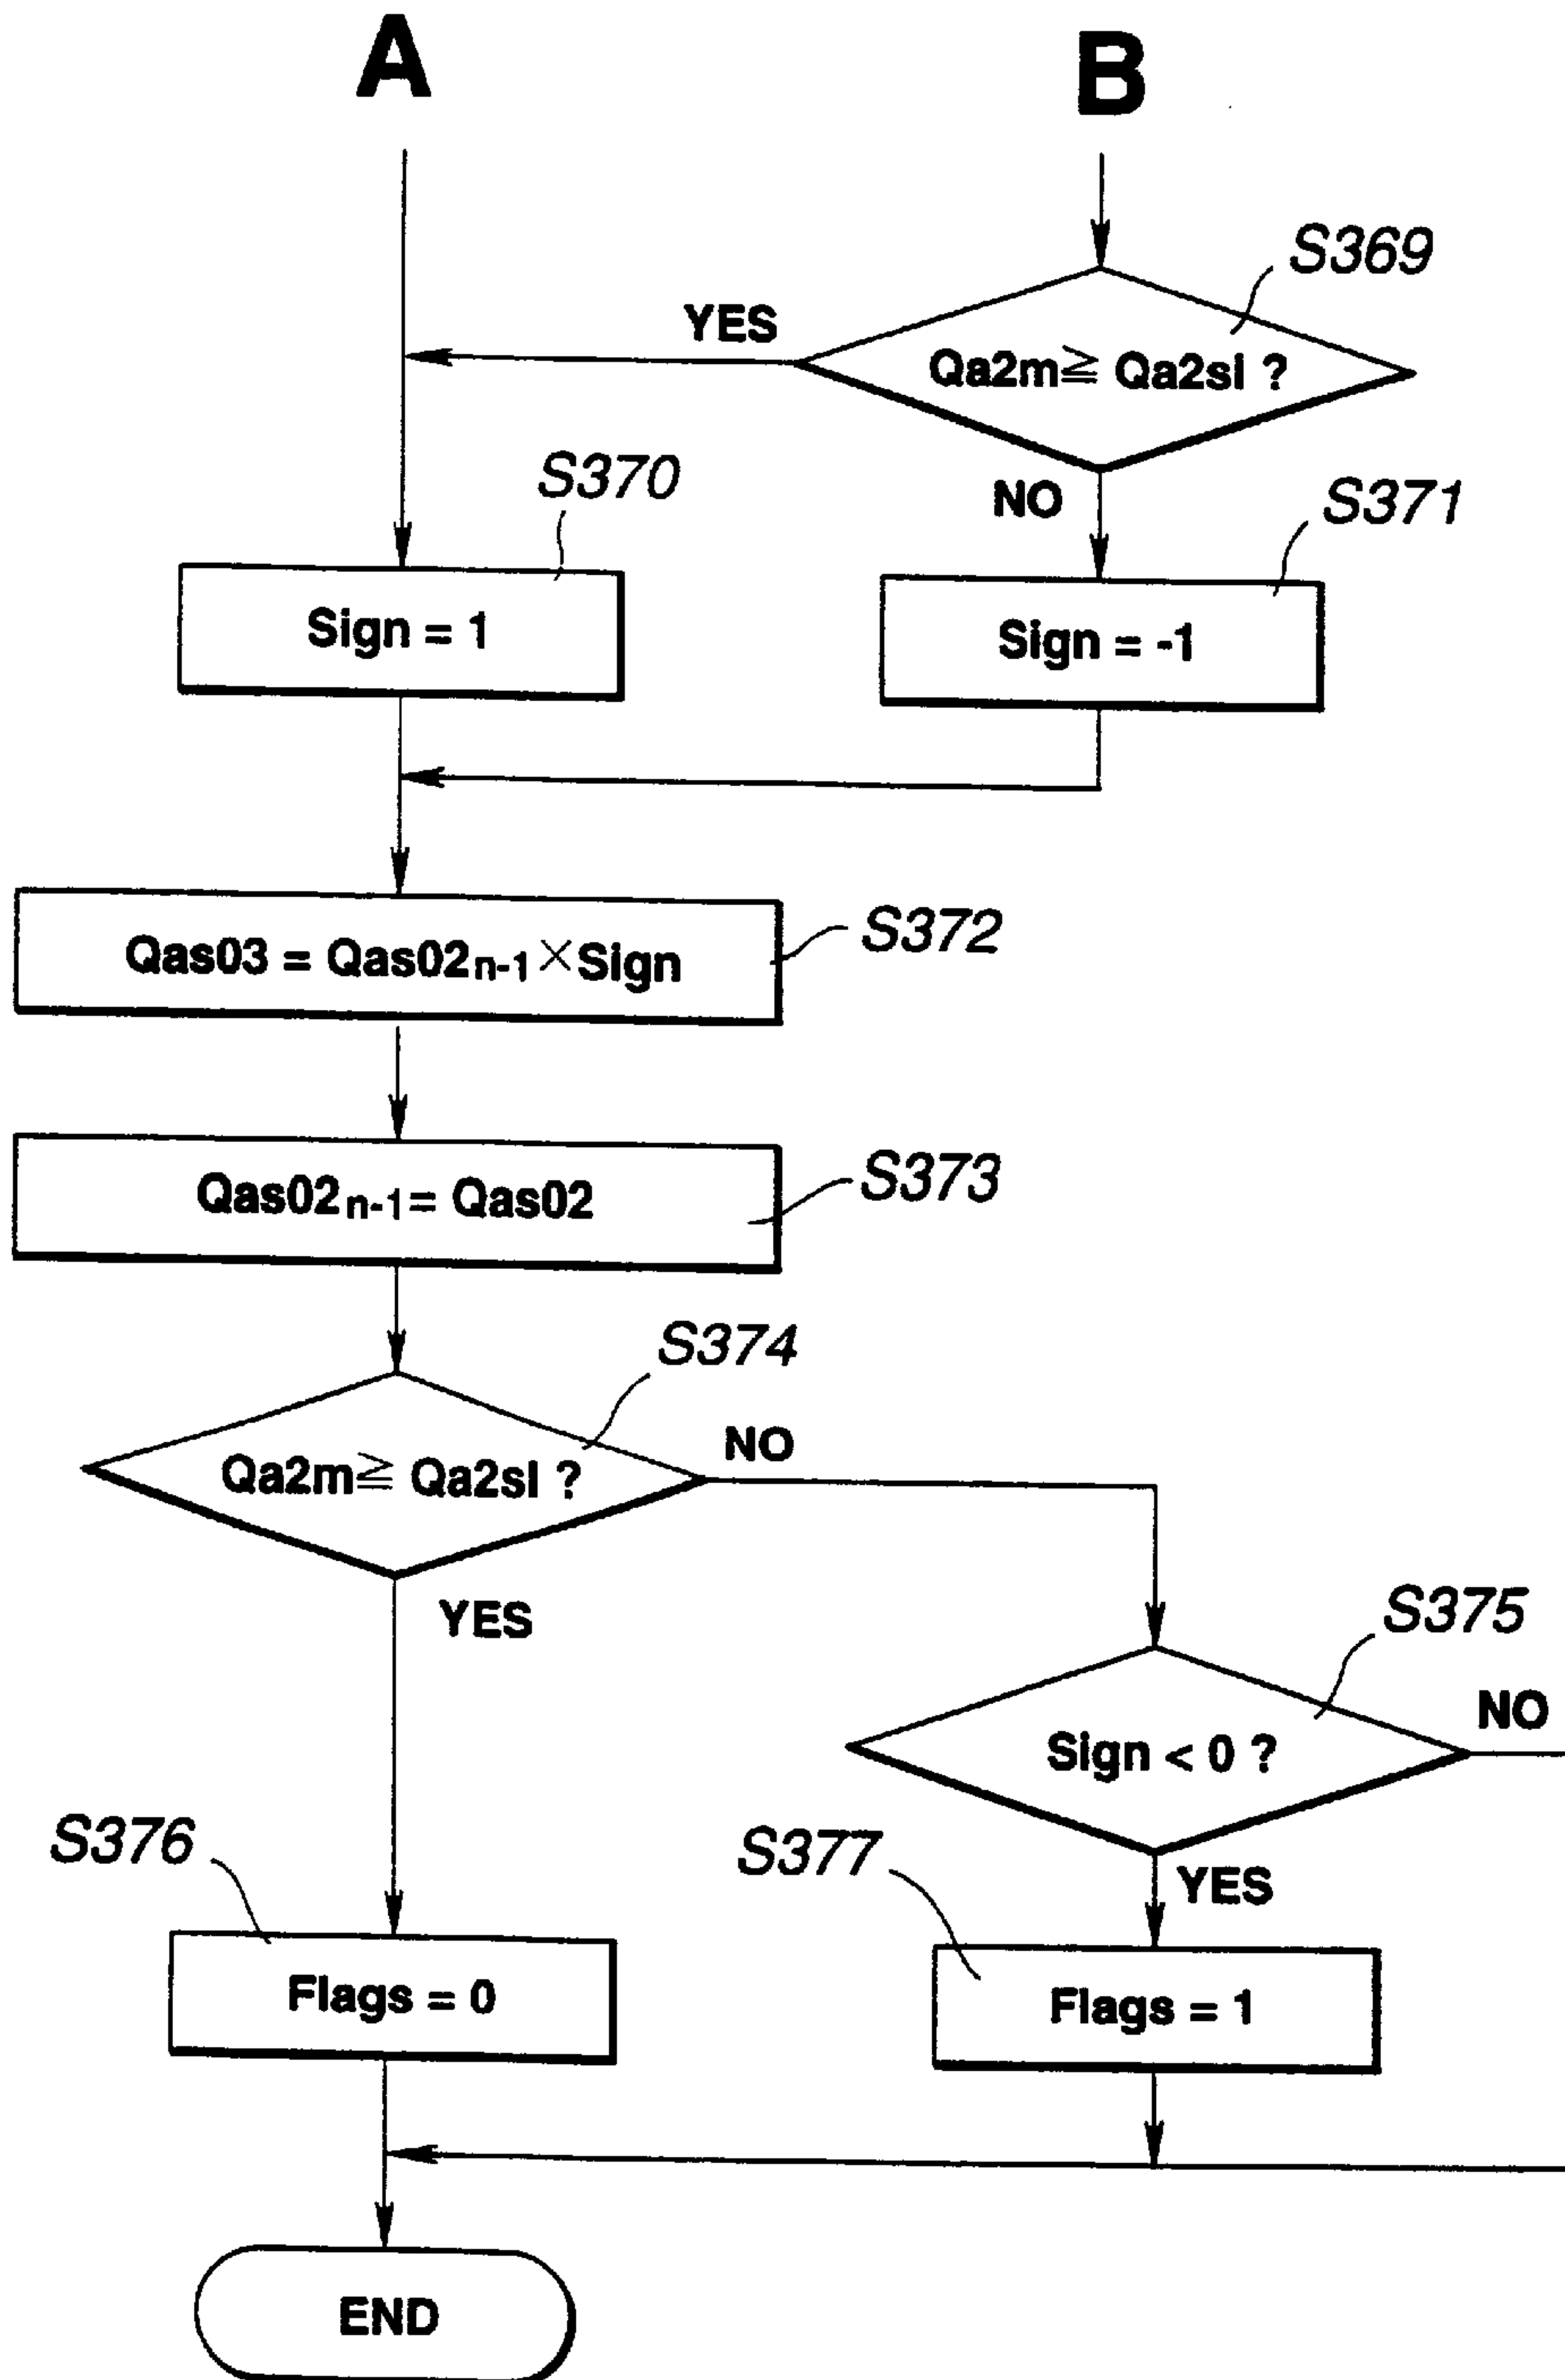 A
B
S369
YES
Qa2m≧ Qa2sl ?
S370
NO
S371
Sign = 1
Sign = -1
Qas03 = Qas02n-1×Sign
S372
Qas02n-1= Qas02
S373
S374
Qa2m≧ Qa2sl ?
NO
YES
S375
Sign < 0 ?
NO
S376
S377
YES
Flags = 0
Flags = 1
END